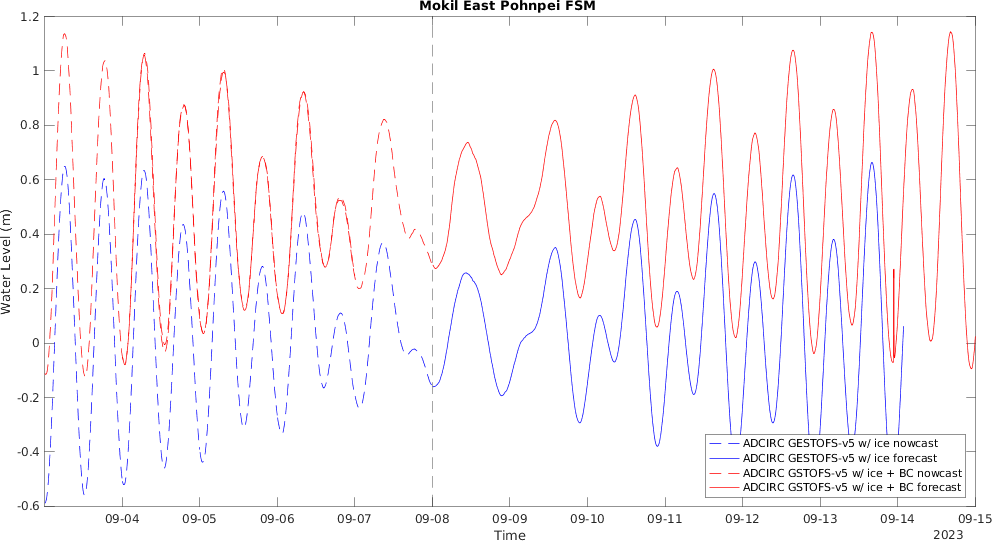 Mokil East Pohnpei FSM
1.2
1
0.8
0.6
0.4
0.2
0
-0.2
-0.4
-0.6
Water Level (m)
ADCIRC GESTOFS-v5 w/ ice nowcast
ADCIRC GESTOFS-v5 w/ ice forecast
ADCIRC GSTOFS-v5 w/ ice + BC nowcast
ADCIRC GSTOFS-v5 w/ ice + BC forecast
09-04 09-05 09-06 09-07 09-08 09-09 09-10 09-11 09-12 09-13 09-14 09-15
Time
2023